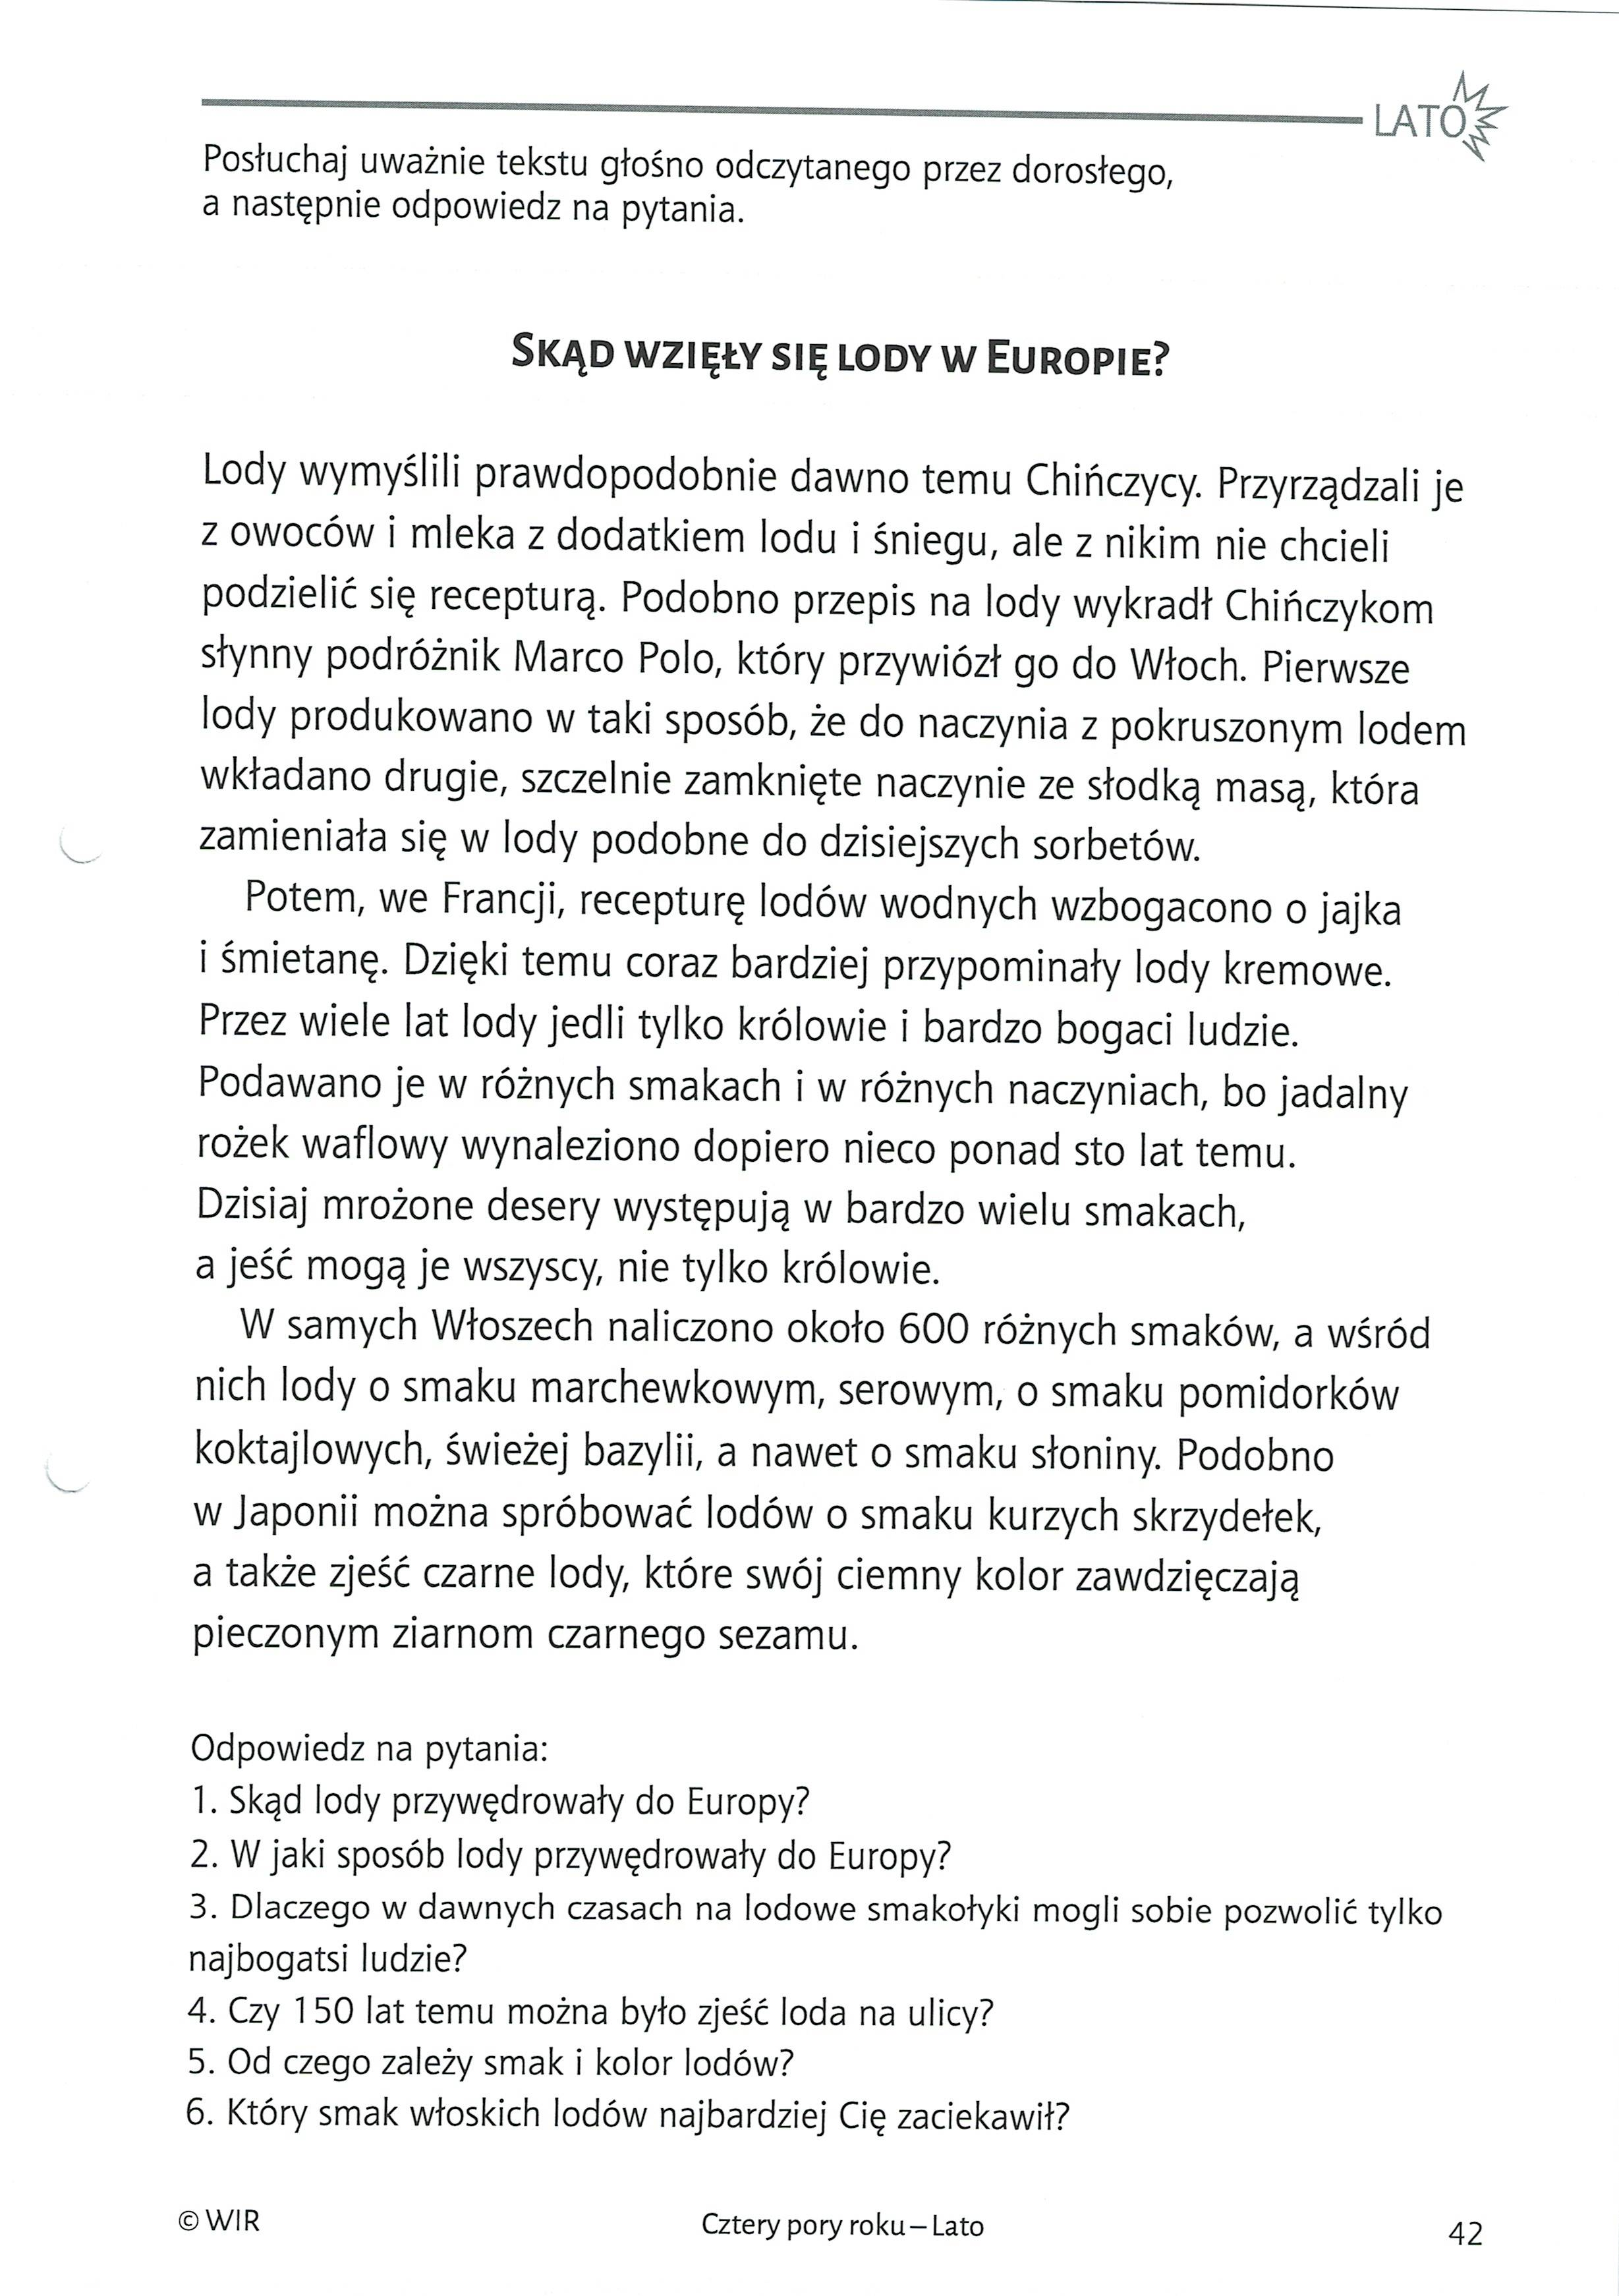 LATO
Posłuchaj uważnie tekstu głośno odczytanego przez dorosłego,
a następnie odpowiedz na pytania.
Skąd wzięły się lody w Europie?
Lody wymyślili prawdopodobnie dawno temu Chińczycy. Przyrządzali je
z owoców i mleka z dodatkiem lodu i śniegu, ale z nikim nie chcieli
podzielić się recepturą. Podobno przepis na lody wykradł Chińczykom
słynny podróżnik Marco Polo, który przywiózł go do Włoch. Pierwsze
lody produkowano w taki sposób, że do naczynia z pokruszonym lodem
wkładano drugie, szczelnie zamknięte naczynie ze słodką masą, która
zamieniała się w lody podobne do dzisiejszych sorbetów.
Potem, we Francji, recepturę lodów wodnych wzbogacono o jajka
i śmietanę. Dzięki temu coraz bardziej przypominały lody kremowe.
Przez wiele lat lody jedli tylko królowie i bardzo bogaci ludzie.
Podawano je w różnych smakach i w różnych naczyniach, bo jadalny
rożek waflowy wynaleziono dopiero nieco ponad sto lat temu.
Dzisiaj mrożone desery występują w bardzo wielu smakach,
a jeść mogą je wszyscy, nie tylko królowie.
W samych Włoszech naliczono około 600 różnych smaków, a wśród
nich lody o smaku marchewkowym, serowym, o smaku pomidorków
koktajlowych, świeżej bazylii, a nawet o smaku słoniny. Podobno
w Japonii można spróbować lodów o smaku kurzych skrzydełek,
a także zjeść czarne lody, które swój ciemny kolor zawdzięczają
pieczonym ziarnom czarnego sezamu.
Odpowiedz na pytania:
1. Skąd lody przywędrowały do Europy?
2. W jaki sposób lody przywędrowały do Europy?
3. Dlaczego w dawnych czasach na lodowe smakołyki mogli sobie pozwolić tylko
najbogatsi ludzie?
4. Czy 150 lat temu można było zjeść loda na ulicy?
5. Od czego zależy smak i kolor lodów?
6. Który smak włoskich lodów najbardziej Cię zaciekawił?
© WIR
Cztery pory roku – Lato
42